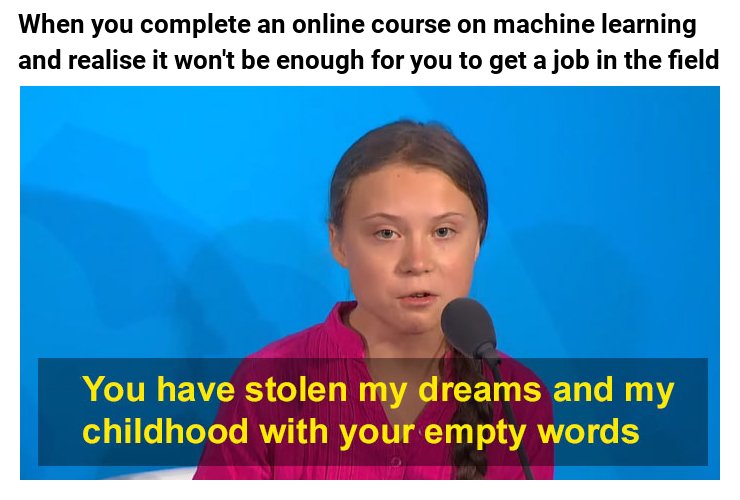 When you complete an online course on machine learning
and realise it won't be enough for you to get a job in the field
You have stolen my dreams and my
childhood with your empty words